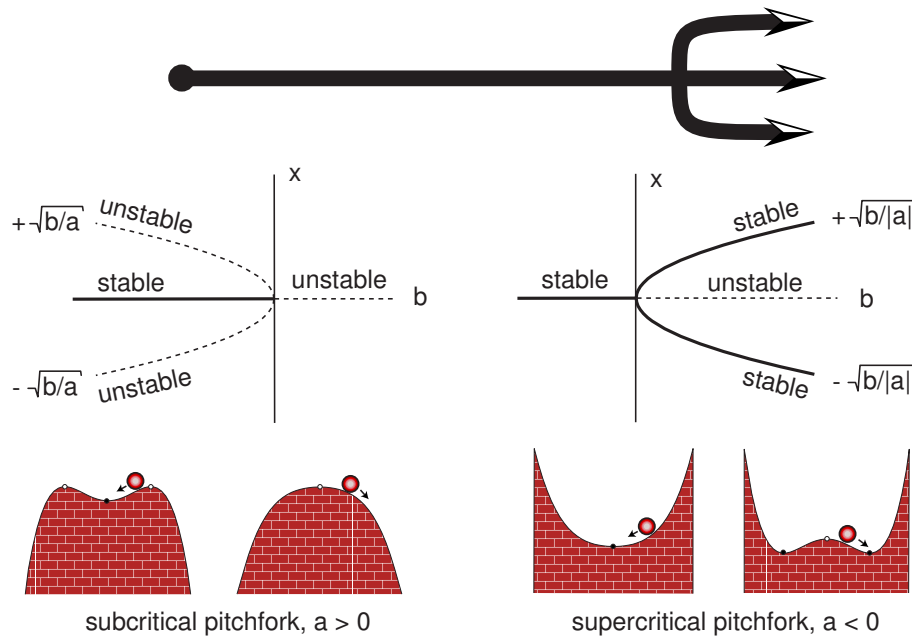 x
unstable
+√b/a
stable
unstable
b
- √b/a
unstable
x
stable
+√b/|a|
stable
unstable
b
stable
- √b/|a|
subcritical pitchfork, a > 0
supercritical pitchfork, a < 0